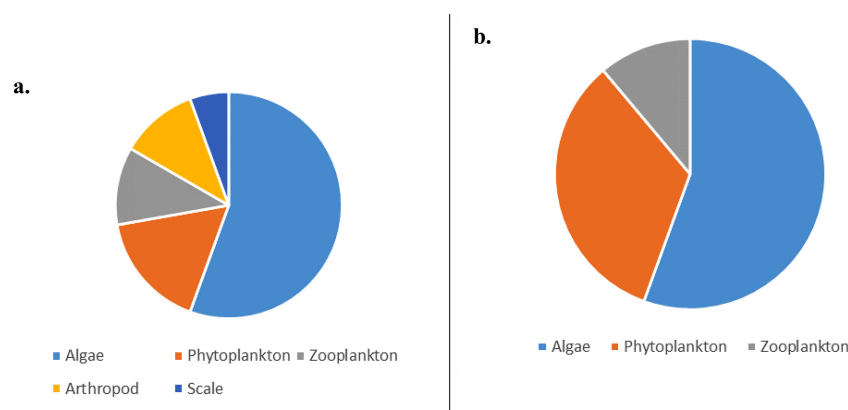 a.
Algae Phytoplankton Zooplankton
Arthropod Scale
b.
Algae Phytoplankton Zooplankton